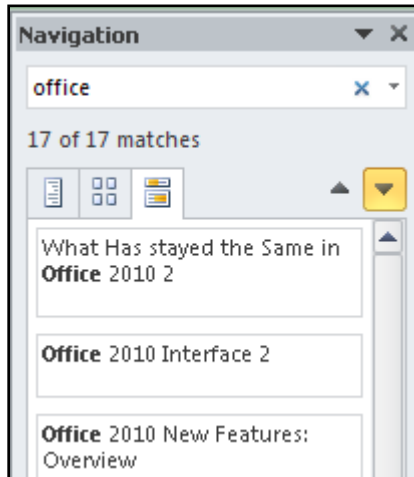 Navigation
office
17 of 17 matches
What Has stayed the Same in
Office 2010 2
Office 2010 Interface 2
Office 2010 New Features:
Overview